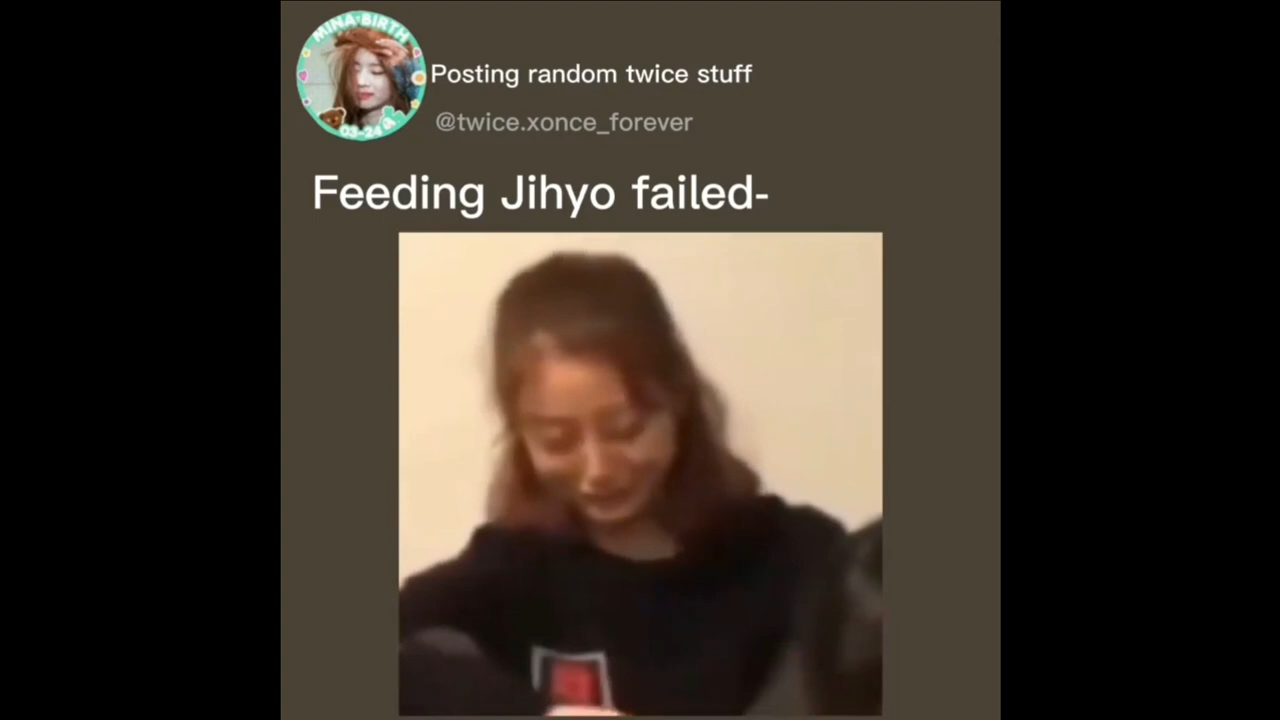 MINA BIRTH
03-24
Posting random twice stuff
@twice.xonce_forever
Feeding Jihyo failed-